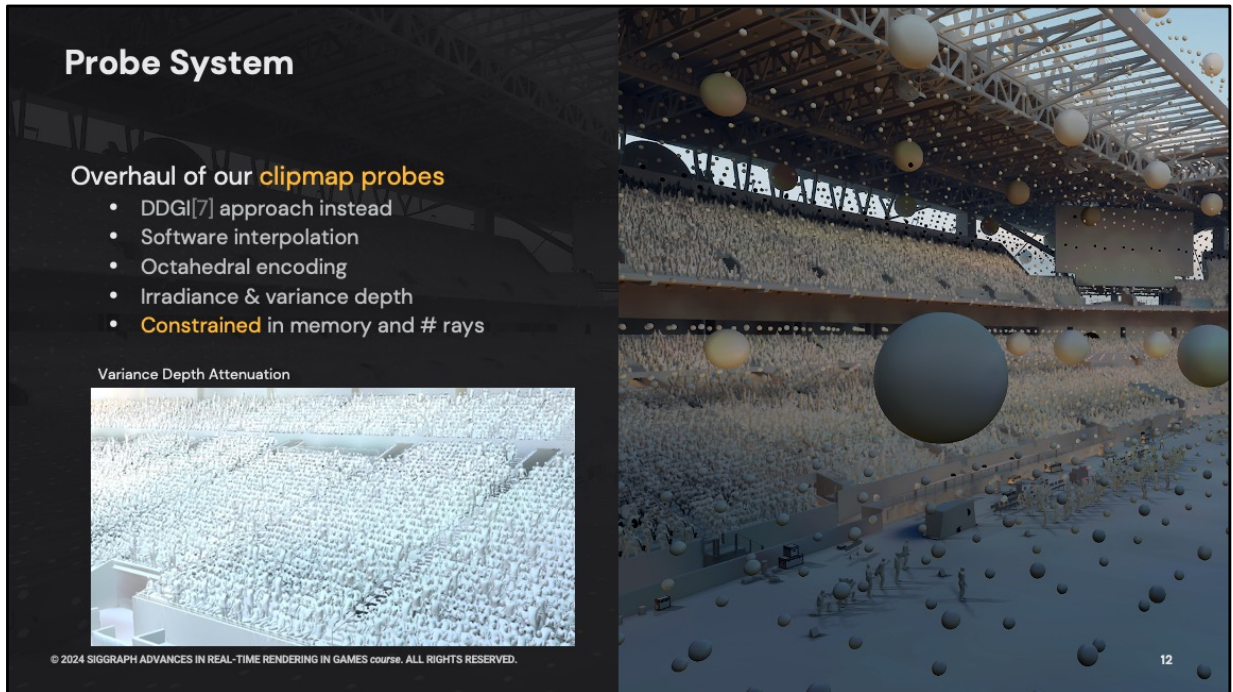 Probe System
Overhaul of our clipmap probes
• DDGI[7] approach instead
• Software interpolation
• Octahedral encoding
• Irradiance & variance depth
• Constrained in memory and # rays
Variance Depth Attenuation
© 2024 SIGGRAPH ADVANCES IN REAL-TIME RENDERING IN GAMES course. ALL RIGHTS RESERVED.
12